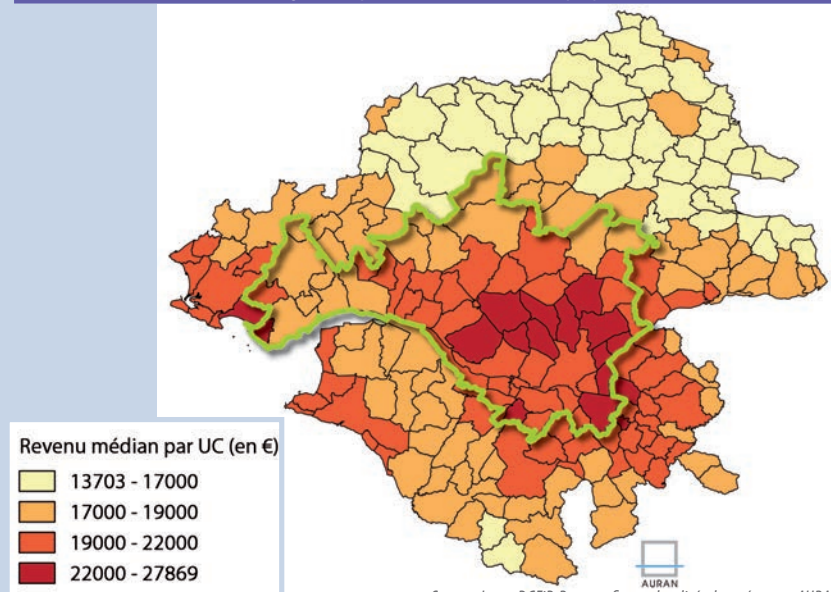 Revenu médian par UC (en €)
13703 - 17000
17000 - 19000
19000 - 22000
22000 - 27869
AURAN